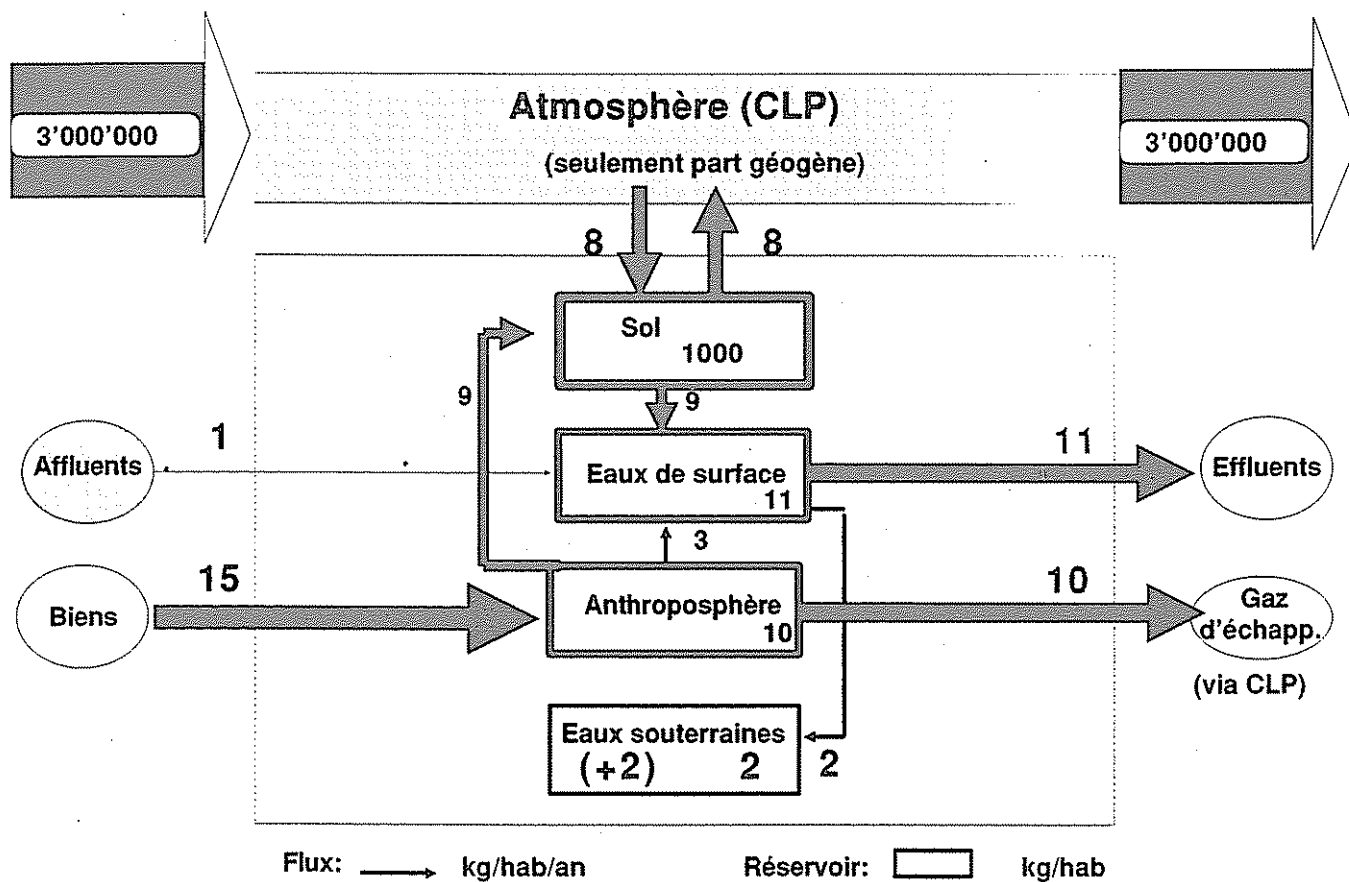 Atmosphère (CLP)
3'000'000
3'000'000
(seulement part géogène)
8
8
Sol
1000
9
9
1
11
Affluents
Eaux de surface
11
Effluents
3
15
10
Biens
Anthroposphère
10
Gaz
d'échapp.
(via CLP)
Eaux souterraines
(+2) 2
2
Flux: kg/hab/an Réservoir: kg/hab